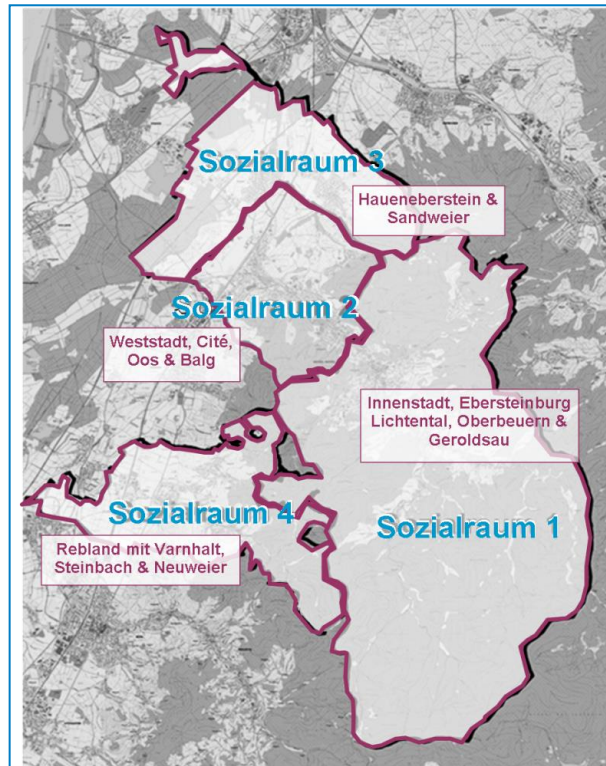 Sozialraum 3
Haueneberstein &
Sandweier
Sozialraum 2
Weststadt, Cité,
Oos & Balg
Innenstadt, Ebersteinburg
Lichtental, Oberbeuern &
Geroldsau
Sozialraum 4
Sozialraum 1
Rebland mit Varnhalt,
Steinbach & Neuweier